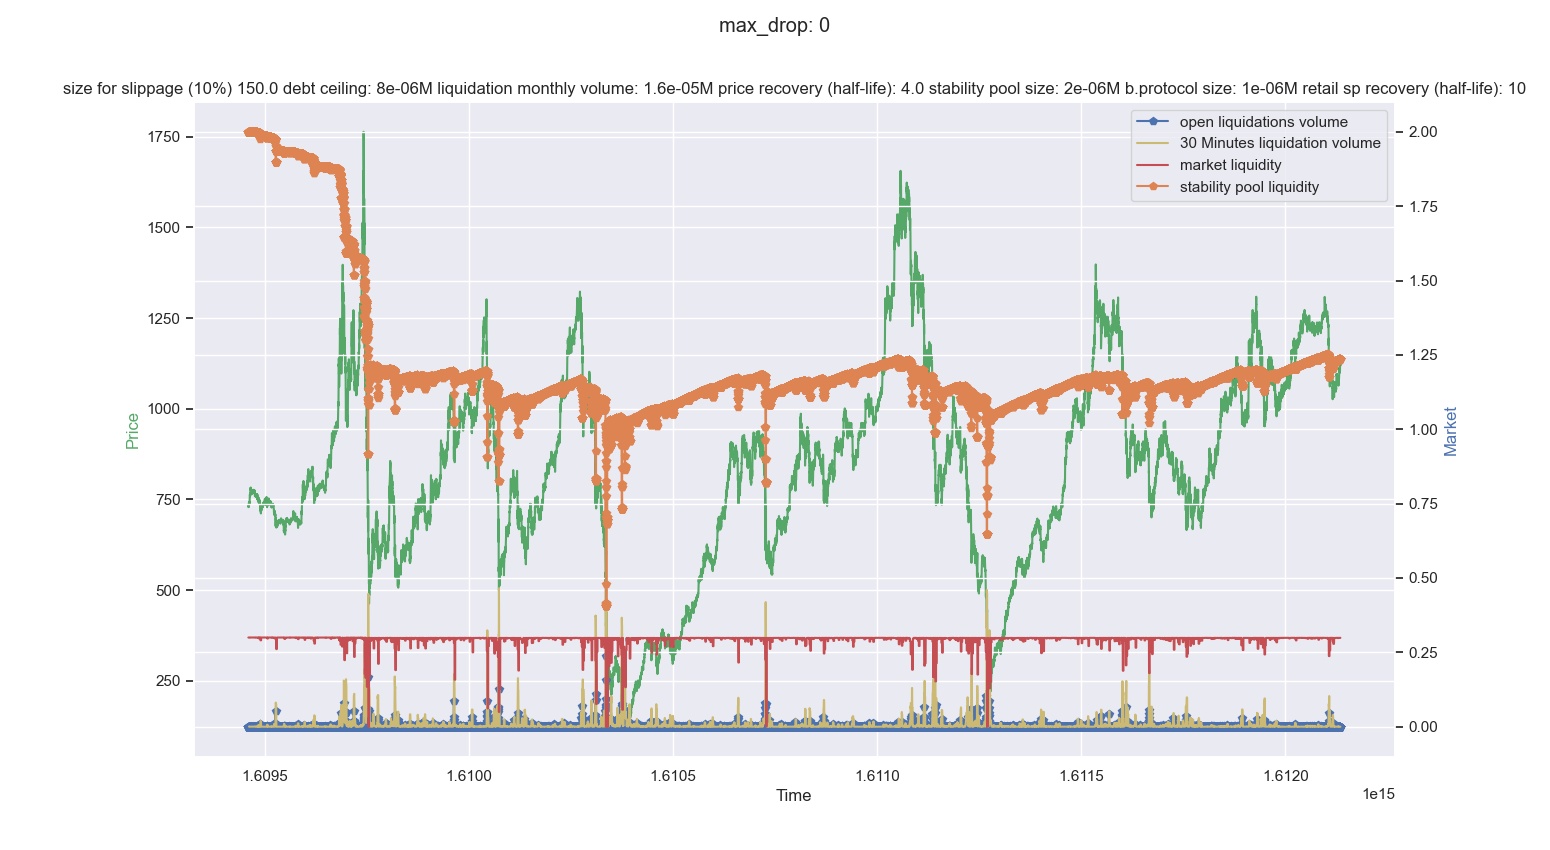 max_drop: 0
size for slippage (10%) 150.0 debt ceiling: 8e-06M liquidation monthly volume: 1.6e-05M price recovery (half-life): 4.0 stability pool size: 2e-06M b.protocol size: 1e-06M retail sp recovery (half-life): 10
open liquidations volume
30 Minutes liquidation volume
market liquidity
stability pool liquidity
1750
1500
1250
1000
750
500
250
Price
2.00
1.75
1.50
1.25
1.00
0.75
0.50
0.25
0.00
Market
1.6095 1.6100 1.6105 1.6110 1.6115 1.6120
1e15
Time